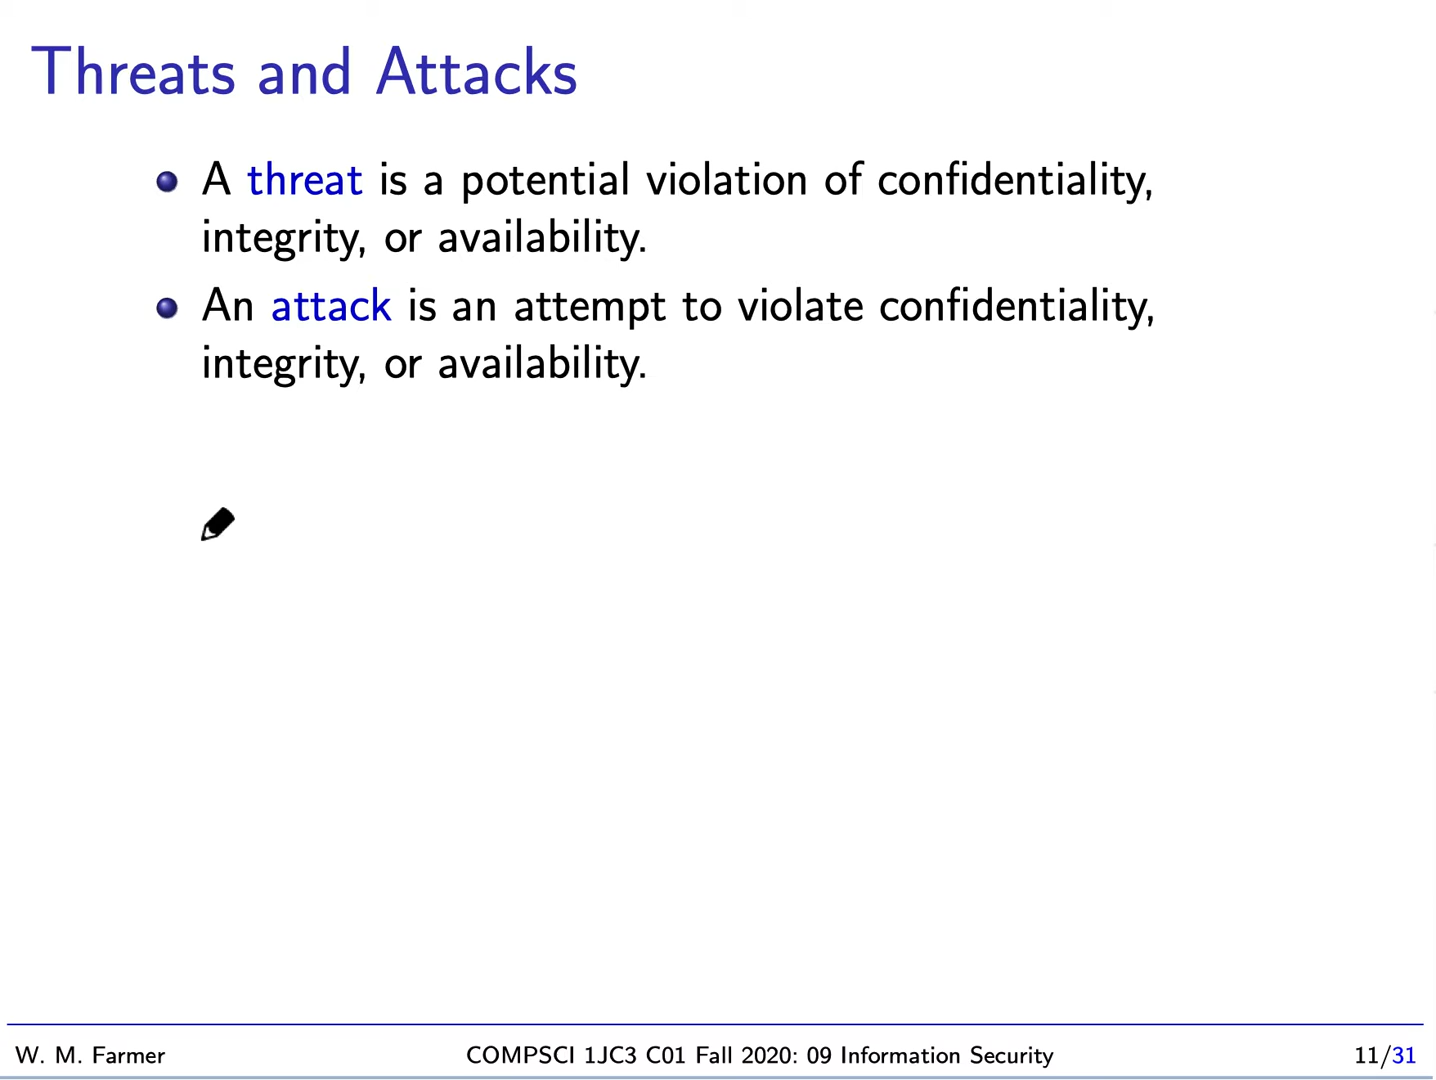 Threats and Attacks
A threat is a potential violation of confidentiality,
integrity, or availability.
An attack is an attempt to violate confidentiality,
integrity, or availability.
W. M. Farmer COMPSCI 1JC3 C01 Fall 2020: 09 Information Security 11/31